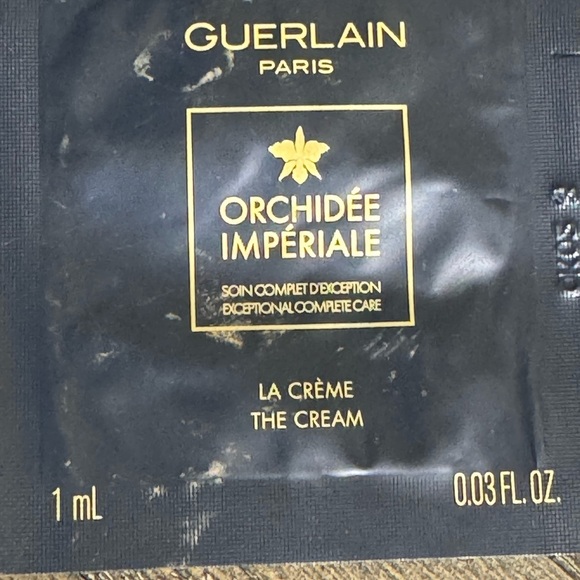 GUERLAIN
PARIS
ORCHIDÉE
IMPÉRIALE
SOIN COMPLET D'EXCEPTION
EXCEPTIONAL COMPLETE CARE
LA CRÈME
THE CREAM
1 mL
0.03 FL. OZ.